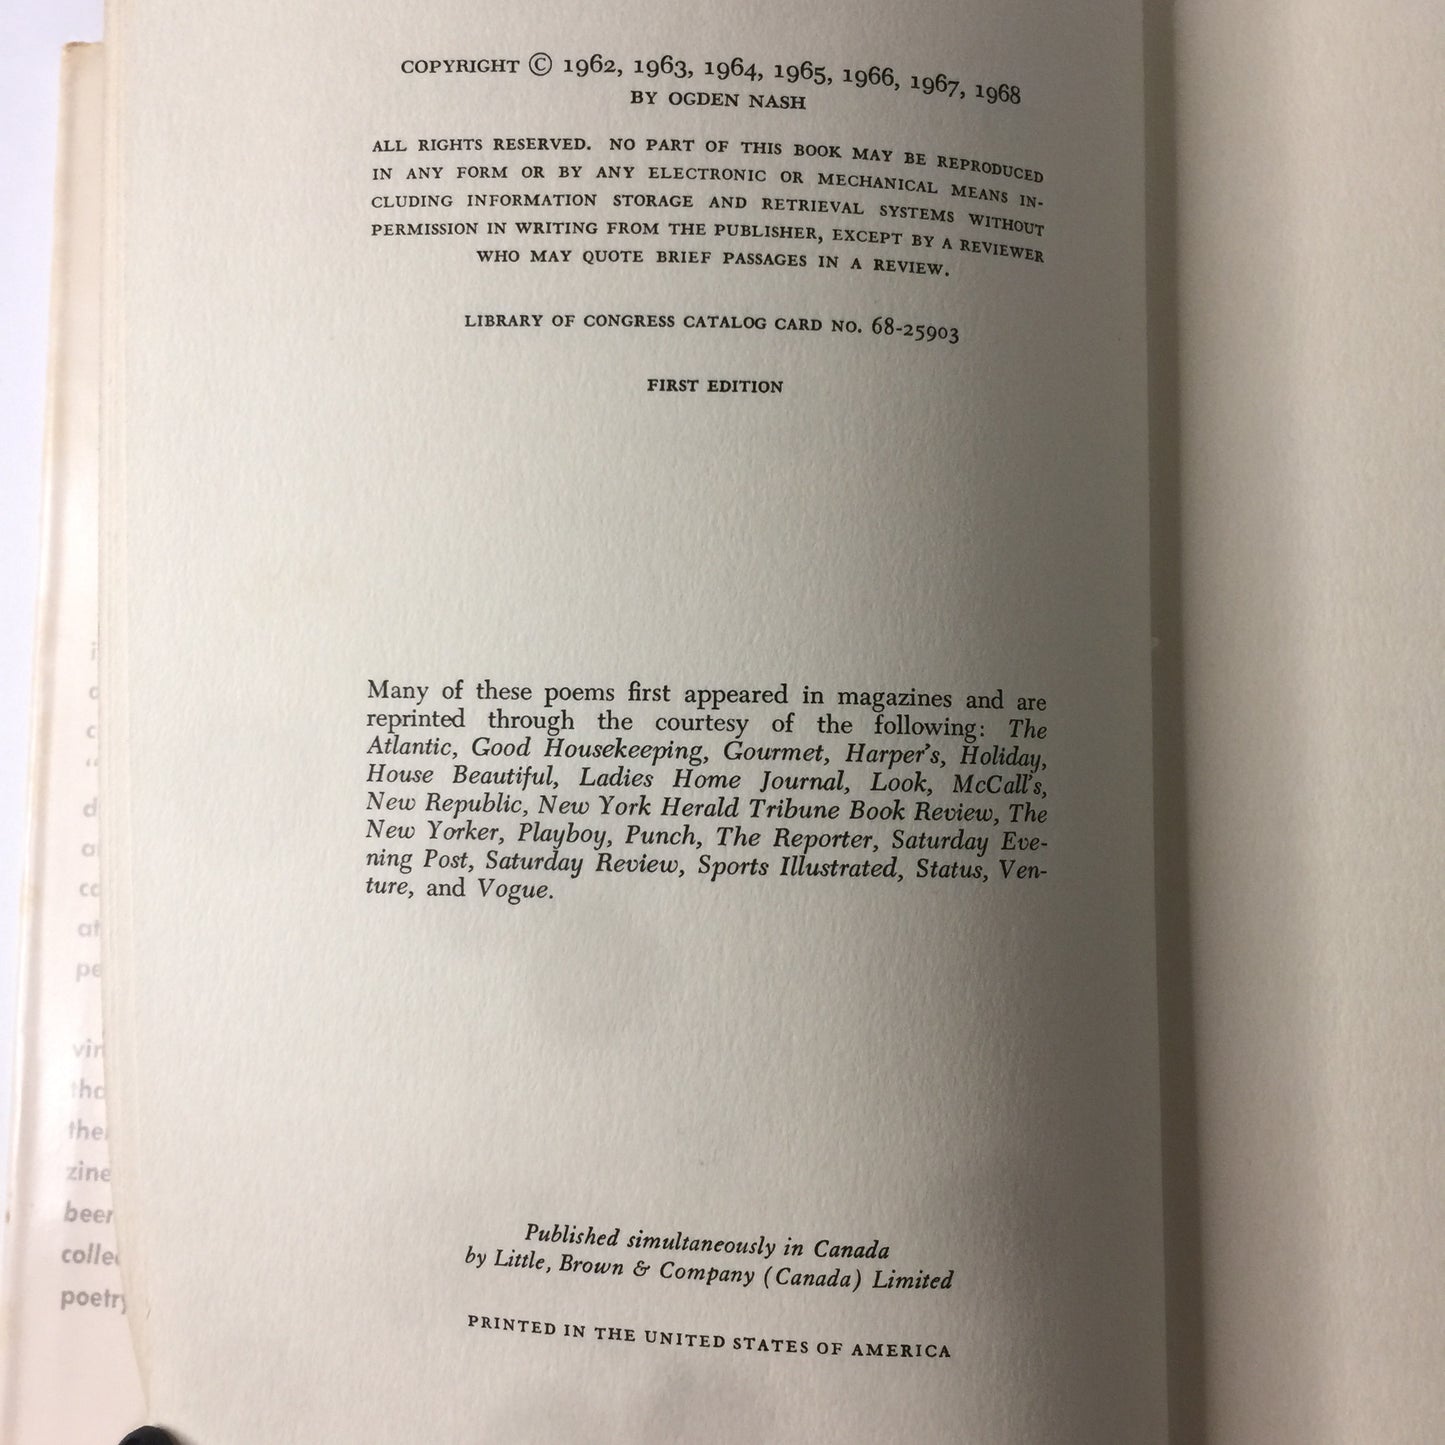 COPYRIGHT © 1962, 1963, 1964, 1965, 1966, 1967, 1968
BY OGDEN NASH
ALL RIGHTS RESERVED. NO PART OF THIS BOOK MAY BE REPRODUCED
IN ANY FORM OR BY ANY ELECTRONIC OR MECHANICAL MEANS IN-
CLUDING INFORMATION STORAGE AND RETRIEVAL SYSTEMS WITHOUT
PERMISSION IN WRITING FROM THE PUBLISHER, EXCEPT BY A REVIEWER
WHO MAY QUOTE BRIEF PASSAGES IN A REVIEW.
LIBRARY OF CONGRESS CATALOG CARD NO. 68-25903
FIRST EDITION
Many of these poems first appeared in magazines and are
reprinted through the courtesy of the following: The
Atlantic, Good Housekeeping, Gourmet, Harper's, Holiday,
House Beautiful, Ladies Home Journal, Look, McCall's,
New Republic, New York Herald Tribune Book Review, The
New Yorker, Playboy, Punch, The Reporter, Saturday Eve-
ning Post, Saturday Review, Sports Illustrated, Status, Ven-
ture, and Vogue.
Published simultaneously in Canada
by Little, Brown & Company (Canada) Limited
PRINTED IN THE UNITED STATES OF AMERICA
poetry